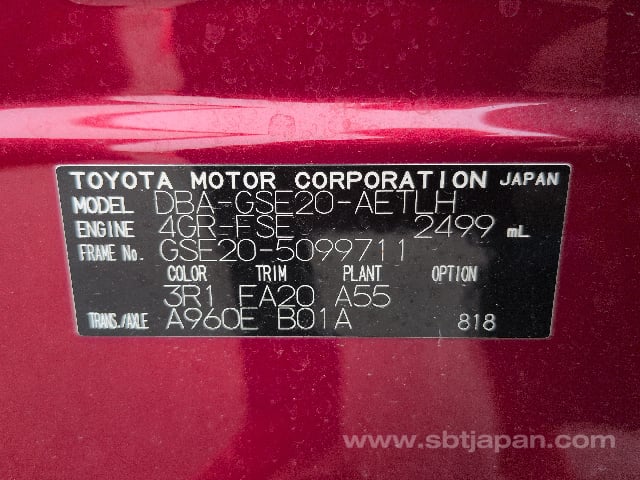 TOYOTA MOTOR CORPORATION JAPAN
MODEL DBA-GSE20-AETLH
ENGINE 4GR-FSE 2499 mL
FRAME No. GSE20-5099711
COLOR TRIM PLANT OPTION
3R1 FA20 A55
TRANS./AXLE A960E B01A 818
www.sbtjapan.com